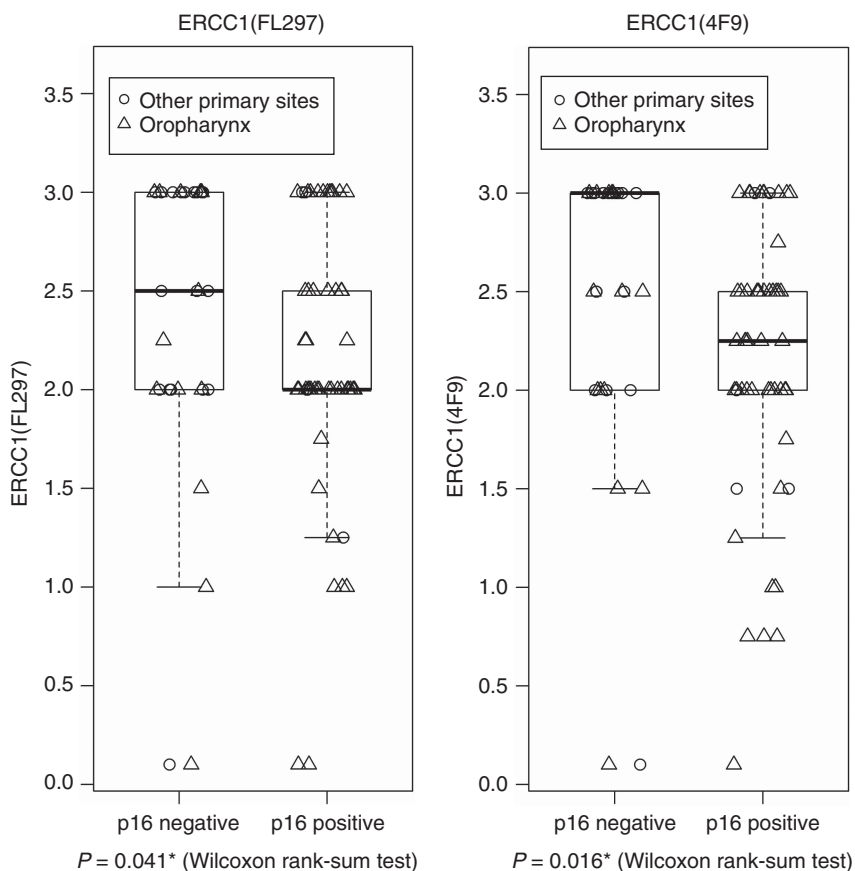 ERCC1(FL297)
3.5
3.0
2.5
2.0
1.5
1.0
0.5
0.0
ERCC1(FL297)
Other primary sites
Oropharynx
p16 negative p16 positive
P = 0.041* (Wilcoxon rank-sum test)
ERCC1(4F9)
3.5
3.0
2.5
2.0
1.5
1.0
0.5
0.0
ERCC1(4F9)
Other primary sites
Oropharynx
p16 negative p16 positive
P = 0.016* (Wilcoxon rank-sum test)